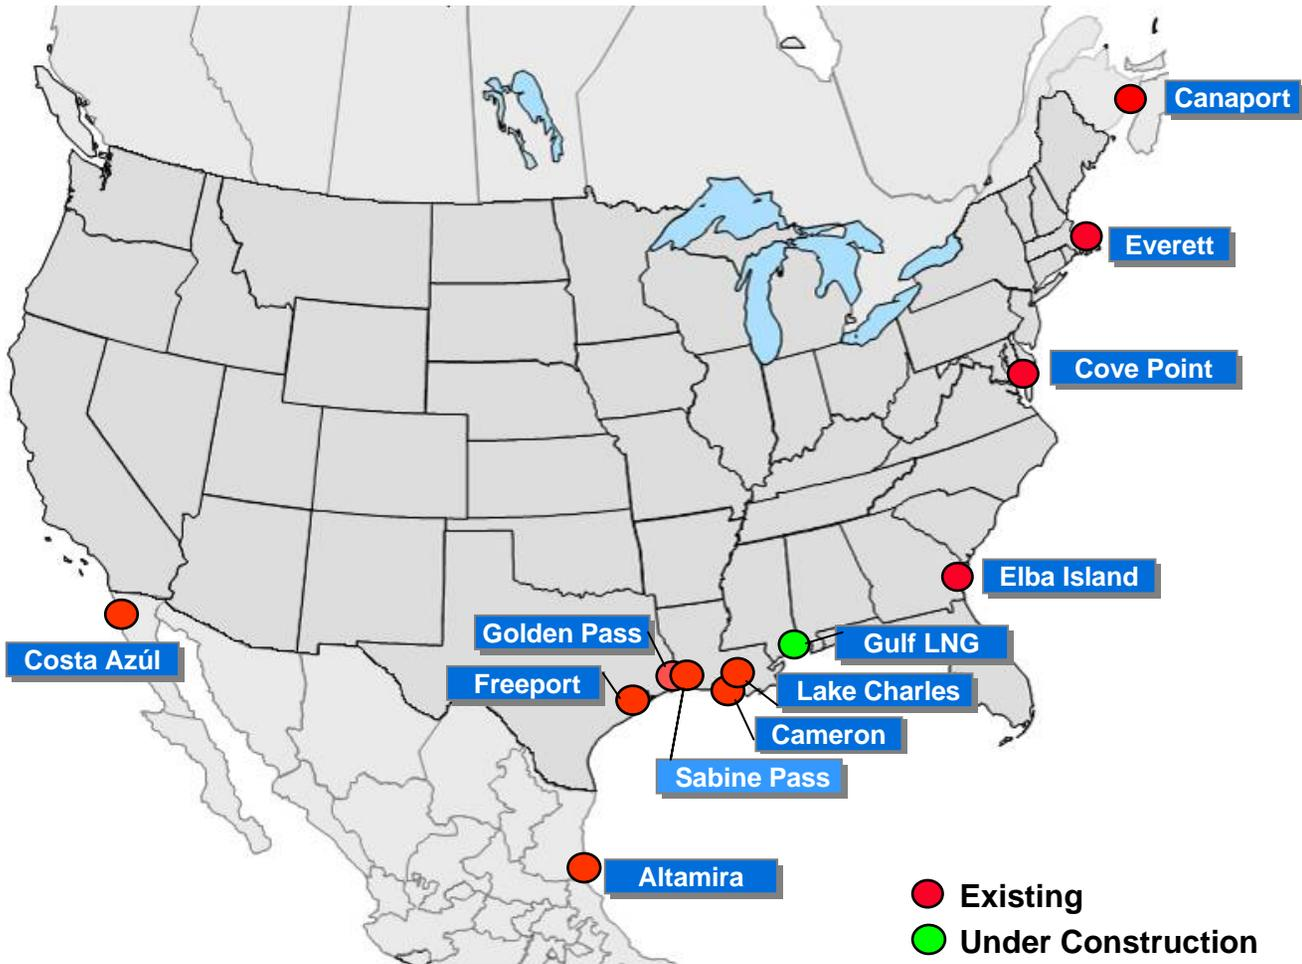 Canaport
Everett
Cove Point
Elba Island
Golden Pass
Gulf LNG
Costa Azúl
Freeport
Lake Charles
Cameron
Sabine Pass
Altamira
Existing
Under Construction